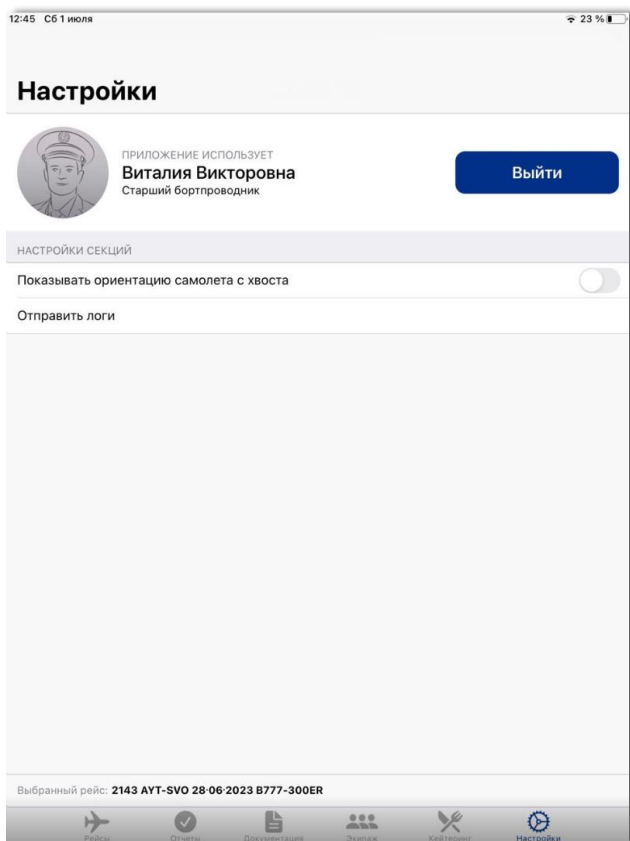 12:45 Сб 1 июля 23 %
Настройки
ПРИЛОЖЕНИЕ ИСПОЛЬЗУЕТ
Виталия Викторовна
Старший бортпроводник
Выйти
НАСТРОЙКИ СЕКЦИЙ
Показывать ориентацию самолета с хвоста
Отправить логи
Выбранный рейс: 2143 AYT-SVO 28·06·2023 B777-300ER
Рейсы Отчеты Документация Экипаж Кейтеринг Настройки